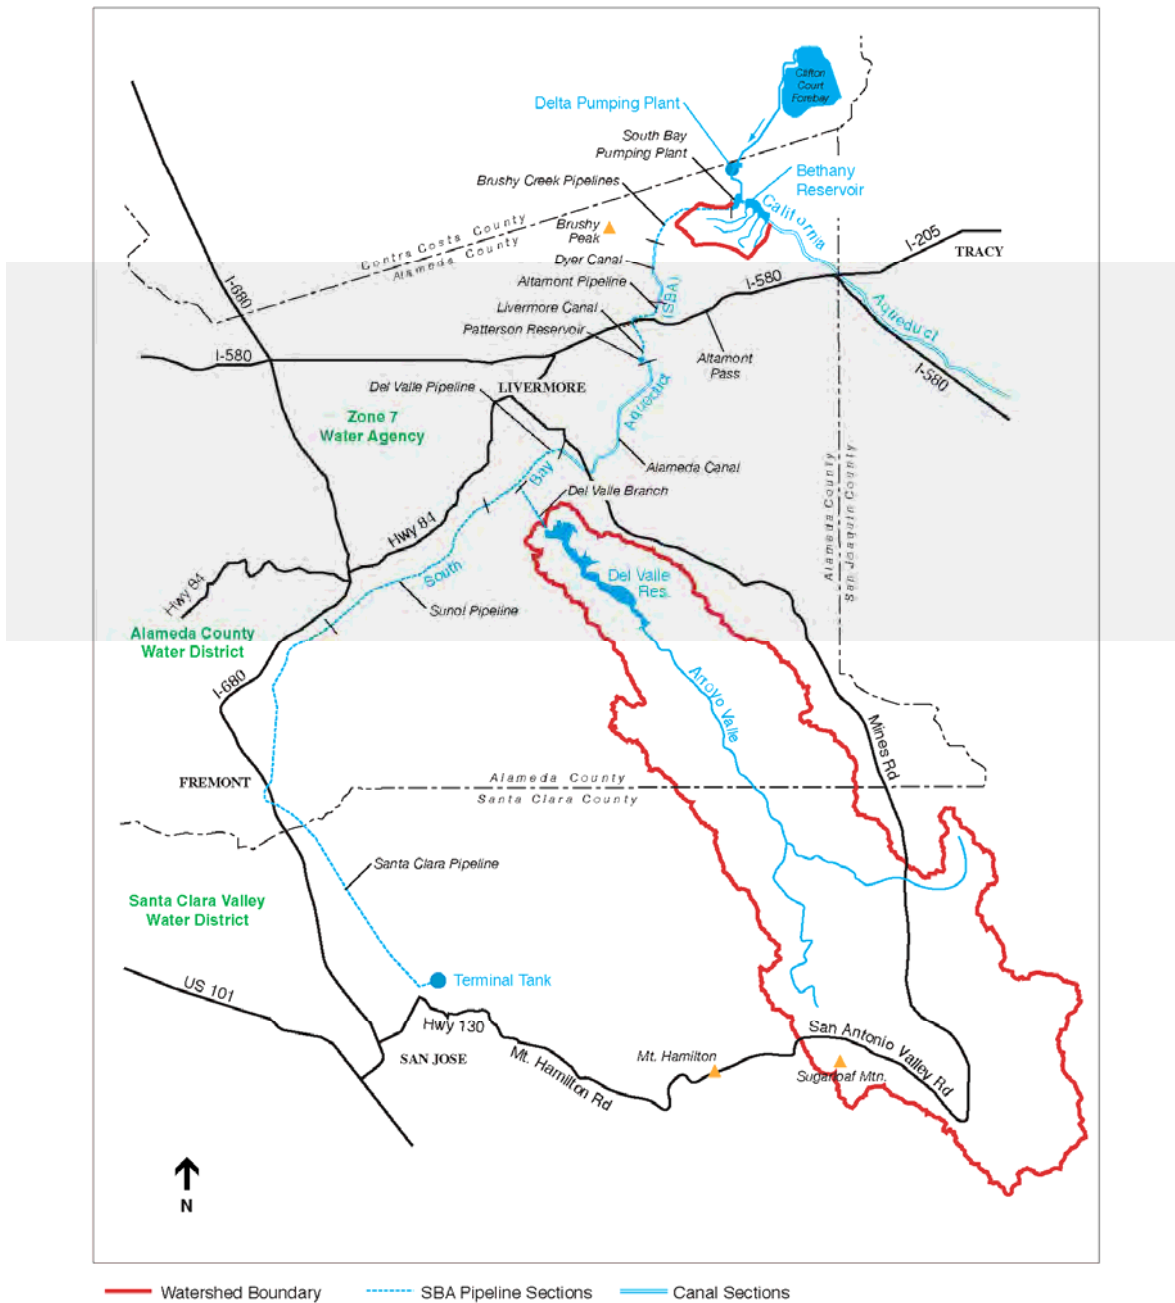 Clifton
Court
Forebay
Delta Pumping Plant
South Bay
Pumping Plant
Bethany
Reservoir
Brushy Creek Pipelines
California
Brushy
Peak
Contra Costa County
Alameda County
I-205
TRACY
Dyer Canal
Altamont Pipeline
(SBA)
I-580
I-680
Livermore Canal
Patterson Reservoir
Aqueduct
I-580
Altamont
Pass
I-580
Del Valle Pipeline
LIVERMORE
Aqueduct
Zone 7
Water Agency
Alameda County
San Joaquin County
Bay
Alameda Canal
Del Valle Branch
Hwy 84
South
Del Valle
Res.
Hwy 84
Sunol Pipeline
Alameda County
Water District
I-680
Arroyo Valle
Mines Rd
FREMONT
Alameda County
Santa Clara County
Santa Clara Pipeline
Santa Clara Valley
Water District
US 101
Terminal Tank
Hwy 130
SAN JOSE
Mt. Hamilton Rd
Mt. Hamilton
San Antonio Valley Rd
Sugarloaf Mtn.
N
Watershed Boundary
SBA Pipeline Sections
Canal Sections